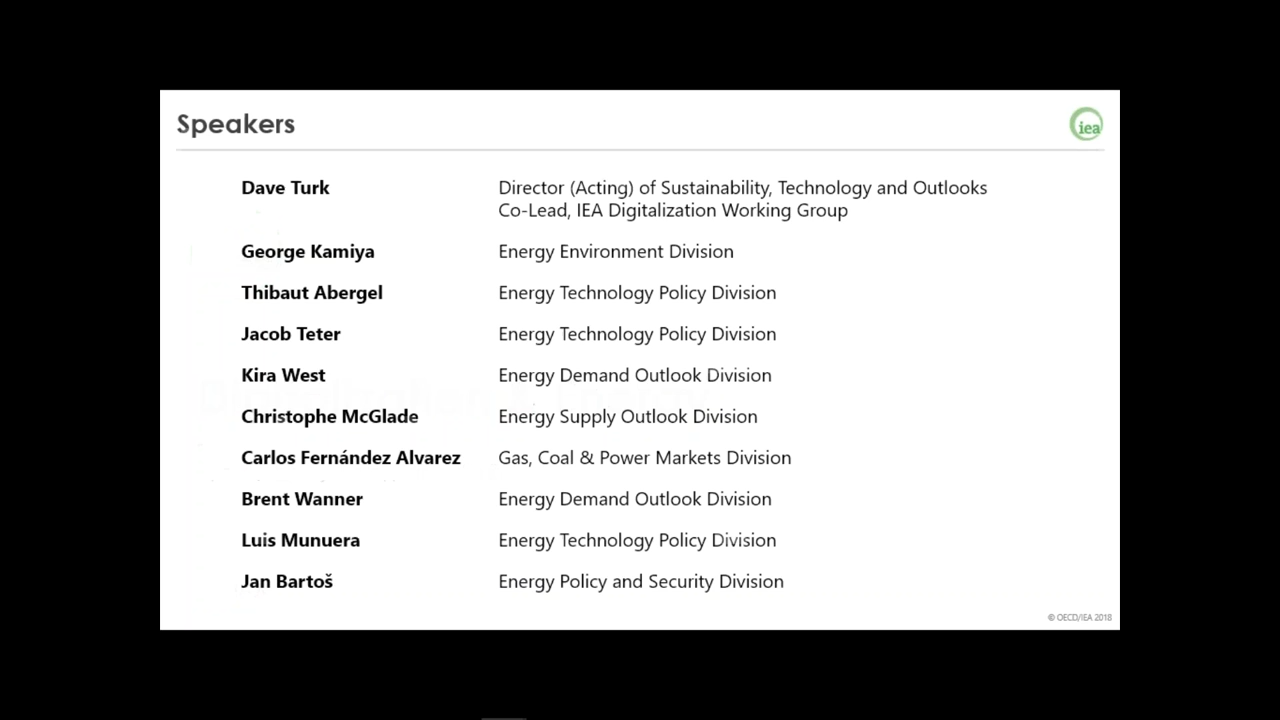 Speakers
iea
Dave Turk Director (Acting) of Sustainability, Technology and Outlooks
Co-Lead, IEA Digitalization Working Group
George Kamiya Energy Environment Division
Thibaut Abergel Energy Technology Policy Division
Jacob Teter Energy Technology Policy Division
Kira West Energy Demand Outlook Division
Christophe McGlade Energy Supply Outlook Division
Carlos Fernández Alvarez Gas, Coal & Power Markets Division
Brent Wanner Energy Demand Outlook Division
Luis Munuera Energy Technology Policy Division
Jan Bartoš Energy Policy and Security Division
© OECD/IEA 2018